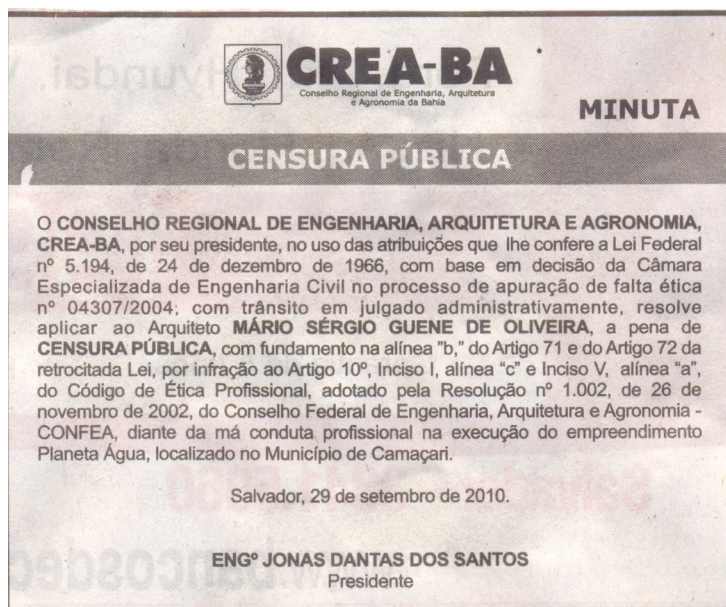 CREA-BA
Conselho Regional de Engenharia, Arquitetura
e Agronomia da Bahia
MINUTA
CENSURA PÚBLICA
O CONSELHO REGIONAL DE ENGENHARIA, ARQUITETURA E AGRONOMIA,
CREA-BA, por seu presidente, no uso das atribuições que lhe confere a Lei Federal
nº 5.194, de 24 de dezembro de 1966, com base em decisão da Câmara
Especializada de Engenharia Civil no processo de apuração de falta ética
nº 04307/2004; com trânsito em julgado administrativamente, resolve
aplicar ao Arquiteto MÁRIO SÉRGIO GUENE DE OLIVEIRA, a pena de
CENSURA PÚBLICA, com fundamento na alínea "b," do Artigo 71 e do Artigo 72 da
retrocitada Lei, por infração ao Artigo 10º, Inciso I, alínea "c" e Inciso V, alínea "a",
do Código de Ética Profissional, adotado pela Resolução nº 1.002, de 26 de
novembro de 2002, do Conselho Federal de Engenharia, Arquitetura e Agronomia -
CONFEA, diante da má conduta profissional na execução do empreendimento
Planeta Água, localizado no Município de Camaçari.
Salvador, 29 de setembro de 2010.
ENGº JONAS DANTAS DOS SANTOS
Presidente